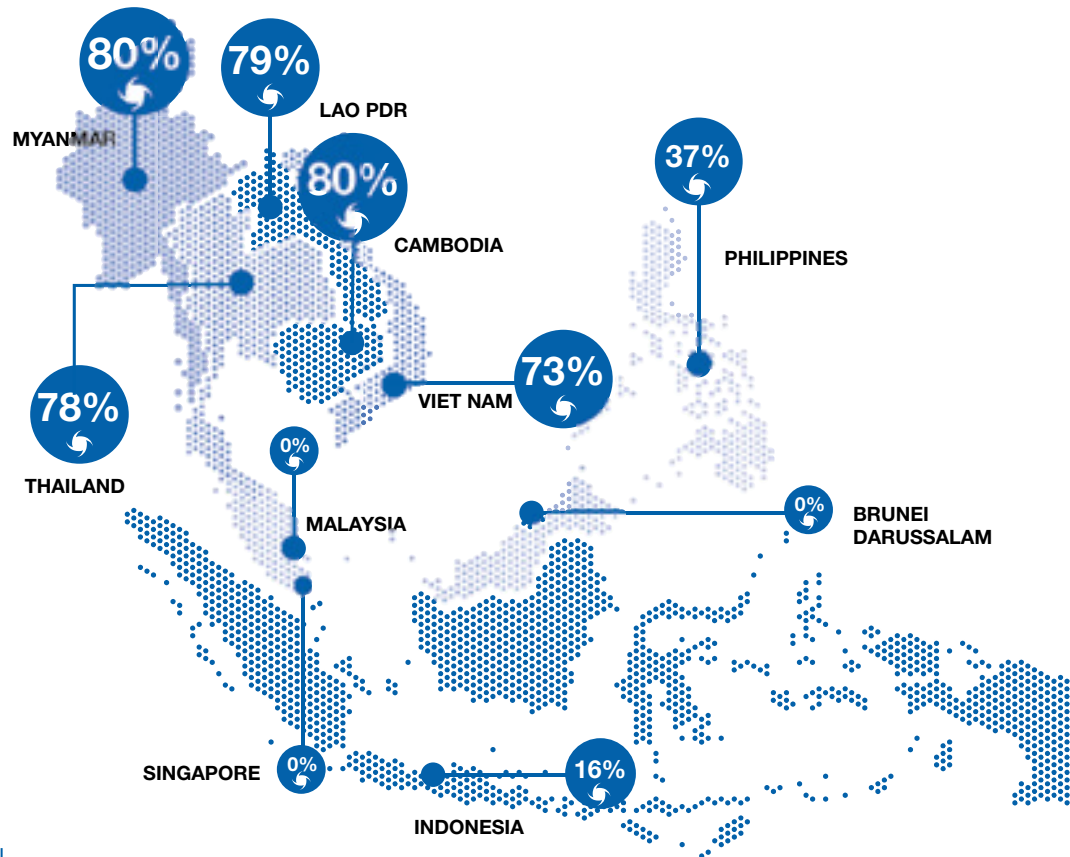 80%
MYANMAR
79%
LAO PDR
80%
CAMBODIA
37%
PHILIPPINES
78%
THAILAND
73%
VIET NAM
0%
MALAYSIA
0%
BRUNEI
DARUSSALAM
0%
SINGAPORE
16%
INDONESIA